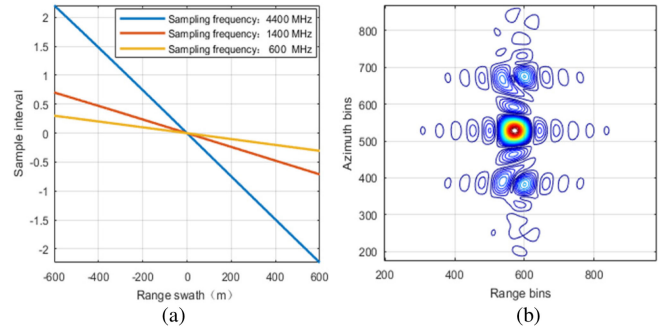 (a)
2
1.5
1
0.5
0
-0.5
-1
-1.5
-2
Sample interval
-600
-400
-200
0
200
400
600
Range swath（m）
Sampling frequency：4400 MHz
Sampling frequency：1400 MHz
Sampling frequency：600 MHz
(b)
800
700
600
500
400
300
200
Azimuth bins
200
400
600
800
Range bins
(a)
(b)